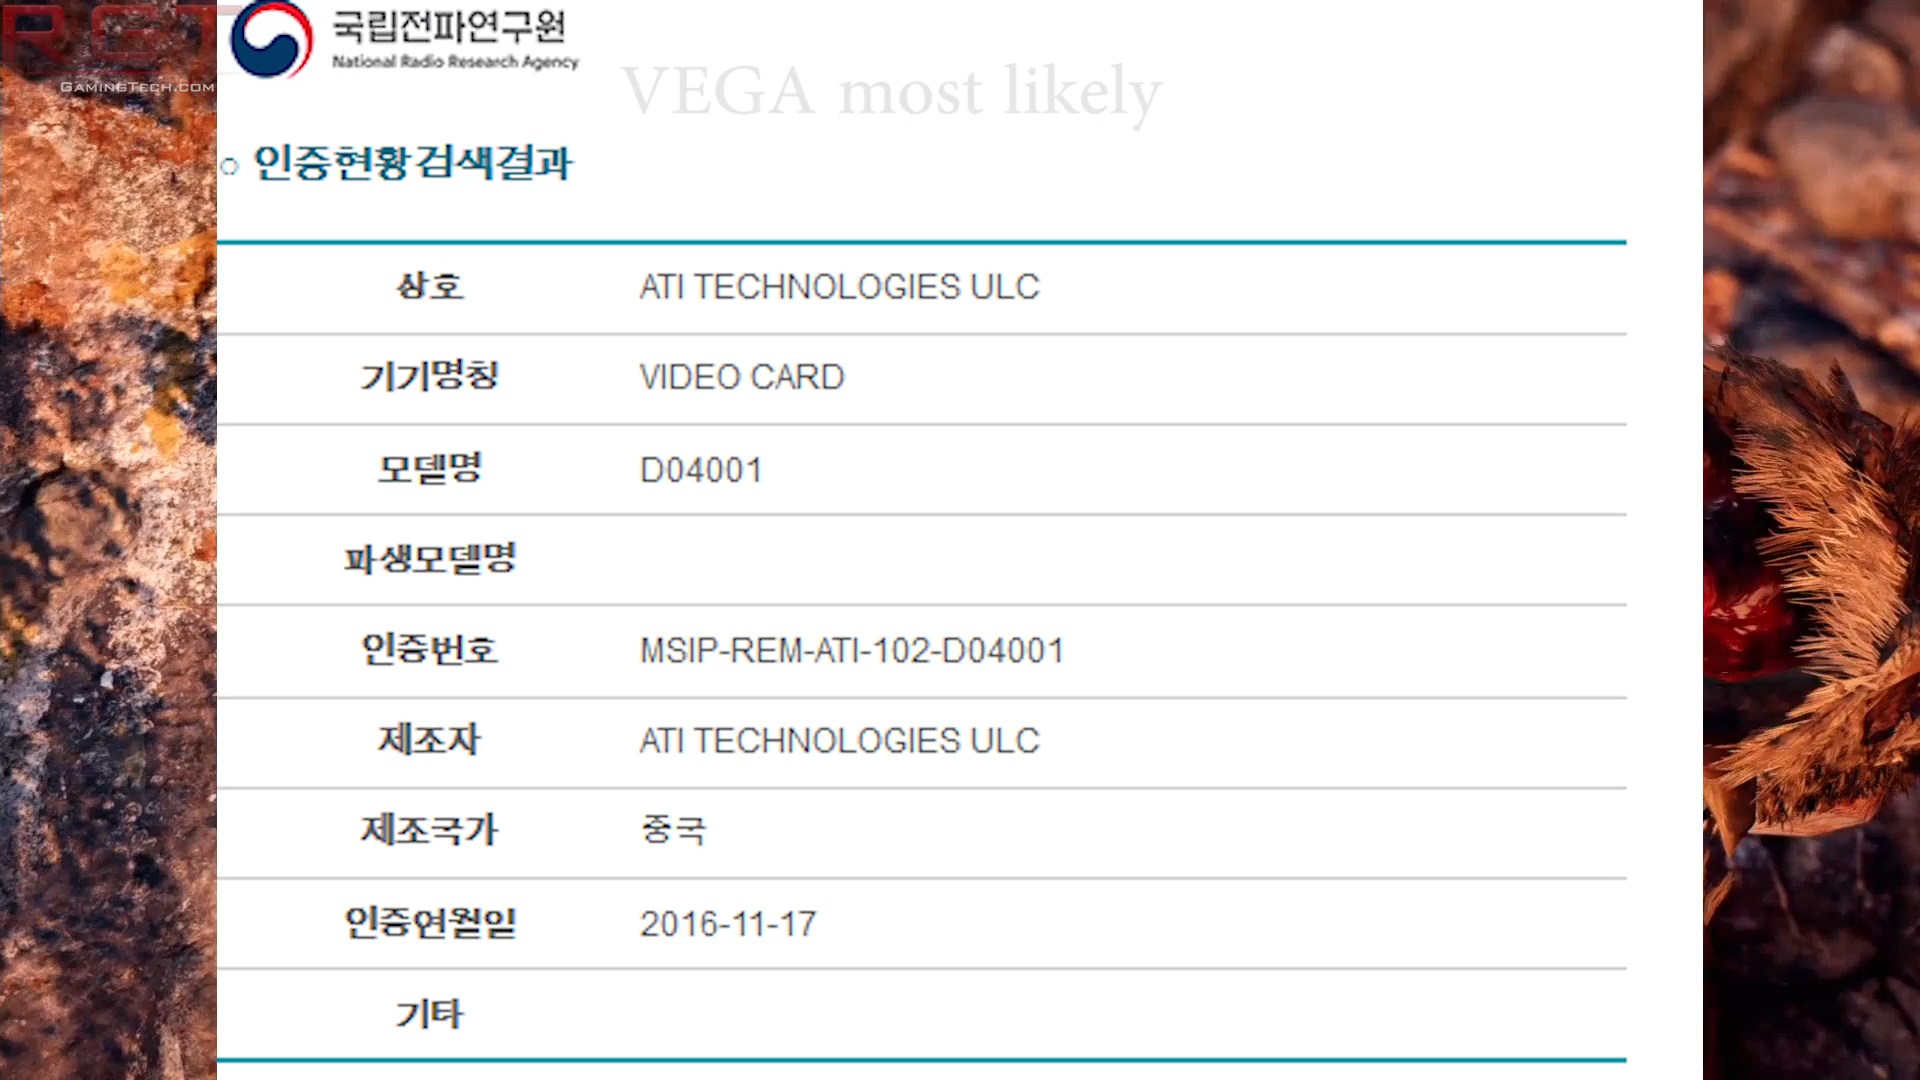 RGT
GAMINGTECH.COM
국립전파연구원
National Radio Research Agency
VEGA most likely
인증현황검색결과
상호 ATI TECHNOLOGIES ULC
기기명칭 VIDEO CARD
모델명 D04001
파생모델명
인증번호 MSIP-REM-ATI-102-D04001
제조자 ATI TECHNOLOGIES ULC
제조국가 중국
인증연월일 2016-11-17
기타